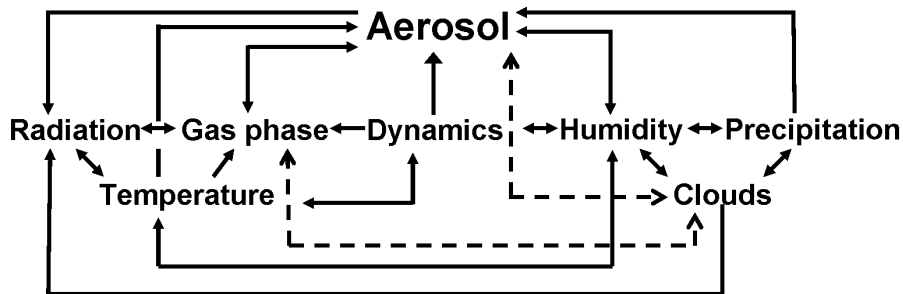 Aerosol
Radiation Gas phase Dynamics Humidity Precipitation
Temperature Clouds